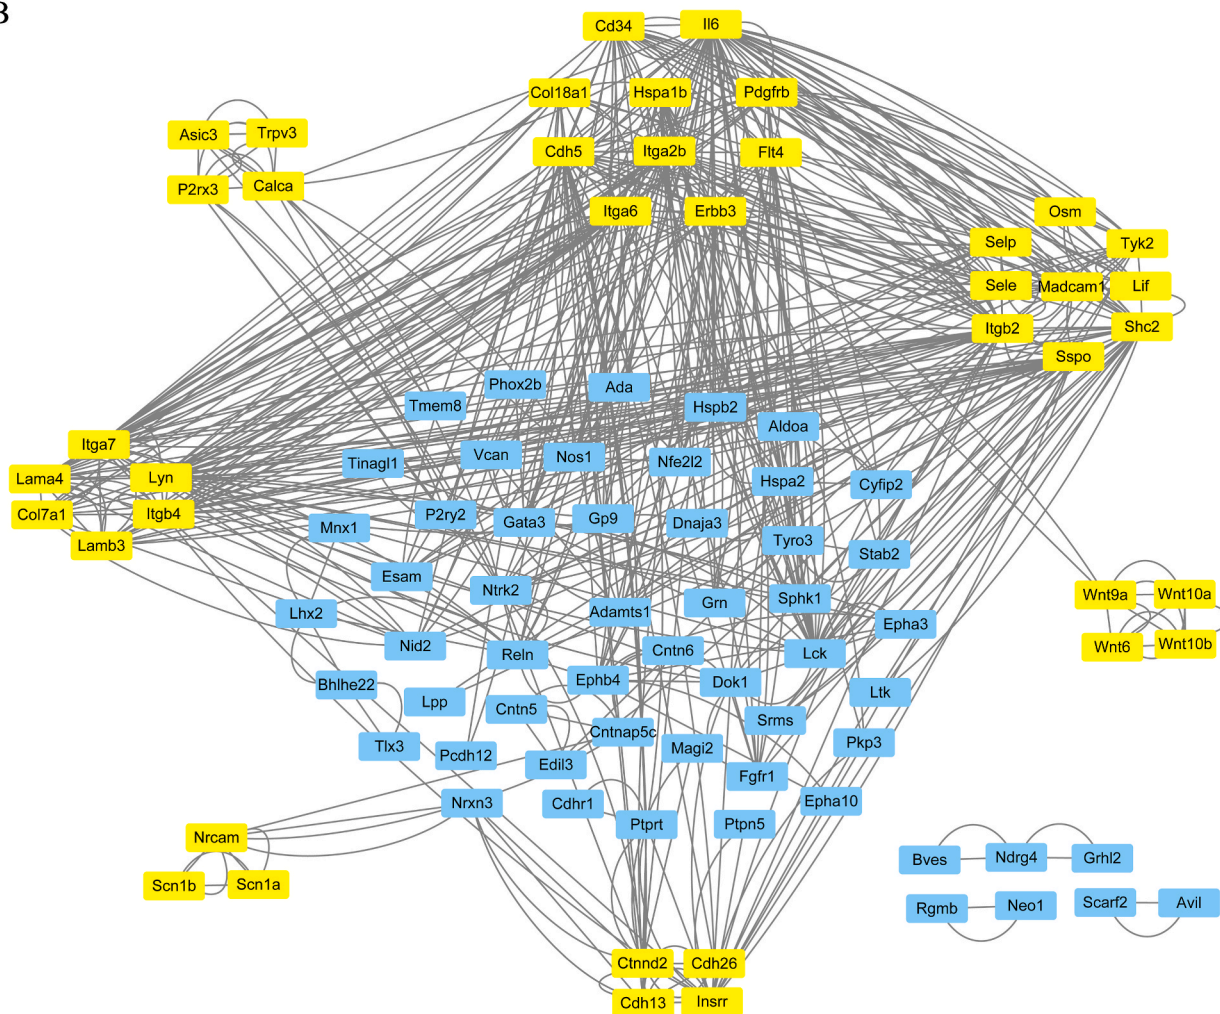 B
Cd34
Il6
Col18a1
Hspa1b
Pdgfrb
Asic3
Trpv3
Cdh5
Itga2b
Flt4
P2rx3
Calca
Itga6
Erbb3
Osm
Selp
Tyk2
Sele
Madcam1
Lif
Itgb2
Shc2
Sspo
Phox2b
Ada
Tmem8
Hspb2
Aldoa
Itga7
Tinagl1
Vcan
Nos1
Nfe2l2
Lama4
Lyn
Hspa2
Cyfip2
Col7a1
Itgb4
Mnx1
P2ry2
Gata3
Gp9
Dnaja3
Lamb3
Tyro3
Stab2
Esam
Ntrk2
Wnt9a
Wnt10a
Lhx2
Adamts1
Grn
Sphk1
Epha3
Nid2
Reln
Cntn6
Lck
Wnt6
Wnt10b
Bhlhe22
Lpp
Cntn5
Ephb4
Dok1
Ltk
Srms
Tlx3
Pcdh12
Cntnap5c
Magi2
Pkp3
Edil3
Fgfr1
Nrxn3
Cdhr1
Epha10
Ptprt
Ptpn5
Nrcam
Bves
Ndrg4
Grhl2
Scn1b
Scn1a
Rgmb
Neo1
Scarf2
Avil
Ctnnd2
Cdh26
Cdh13
Insrr